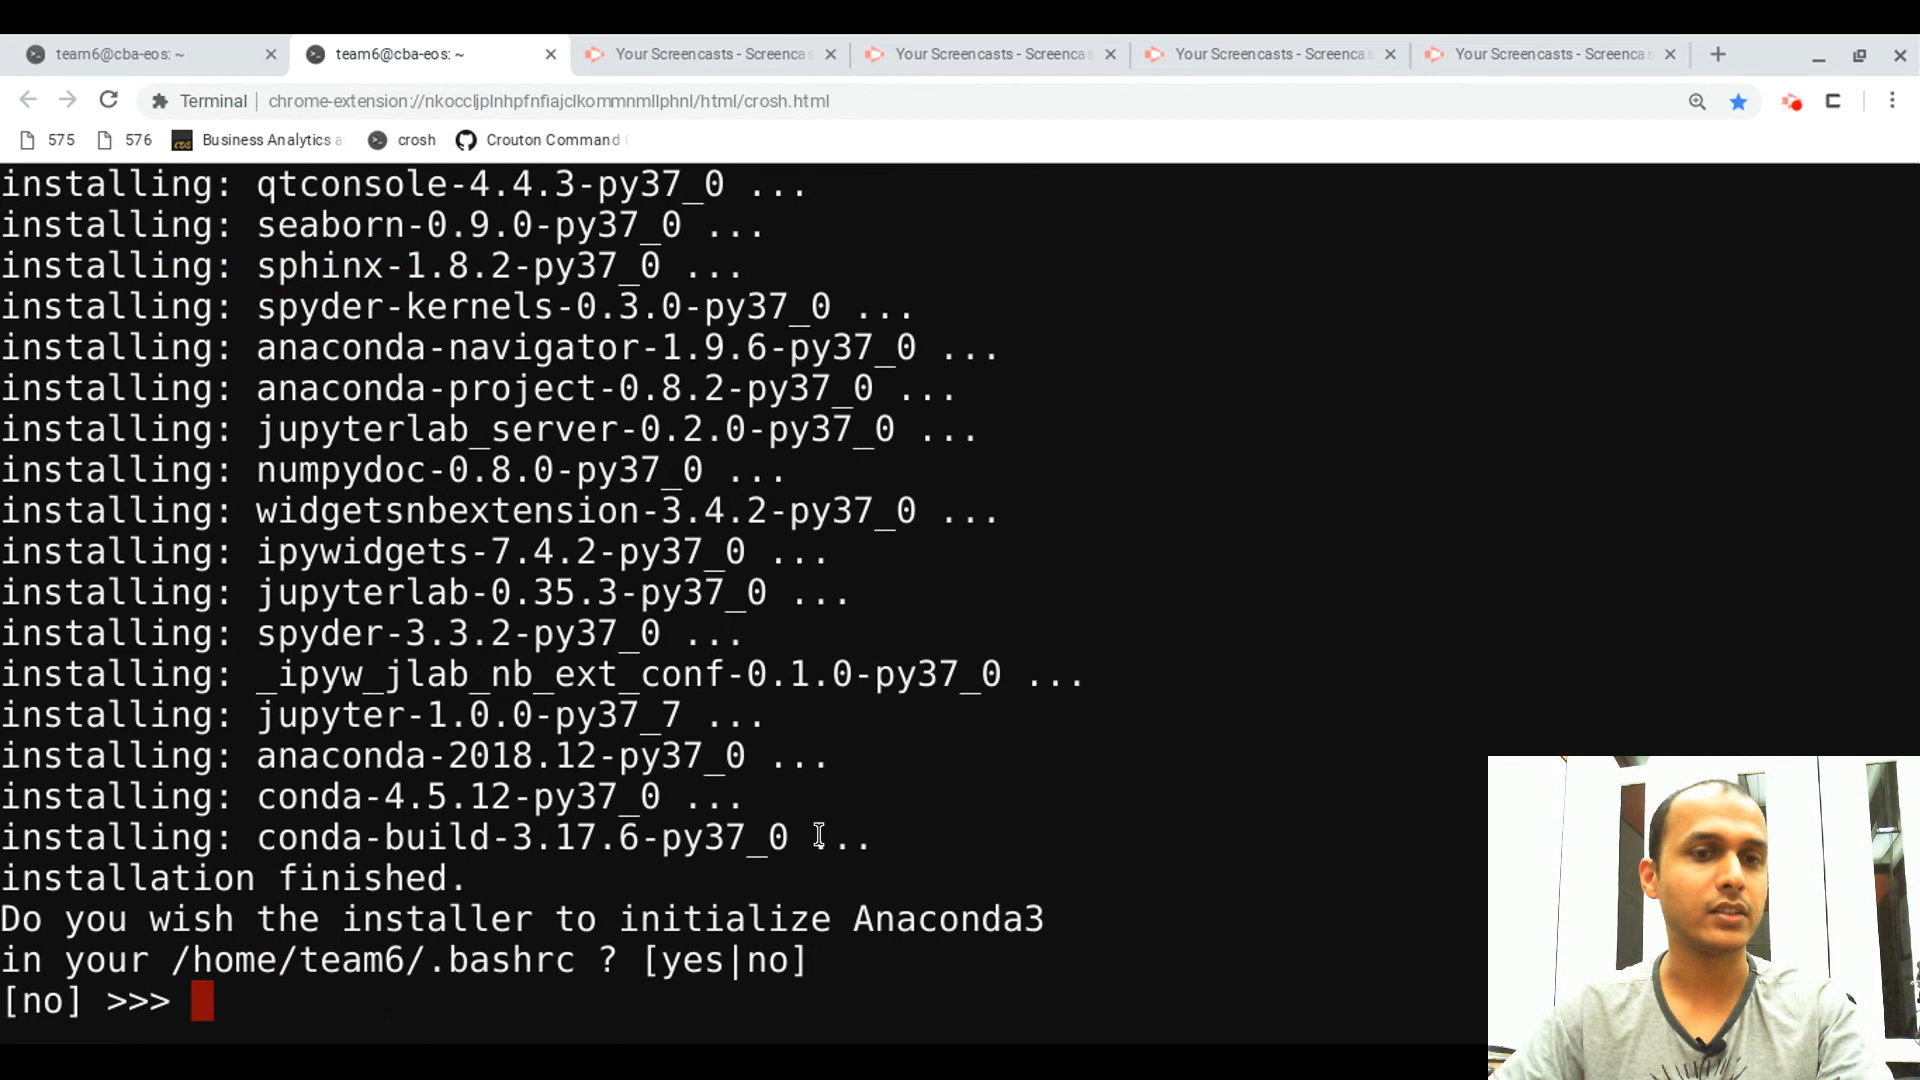 team6@cba-eos: ~
team6@cba-eos: ~
Your Screencasts - Screencas
Your Screencasts - Screencas
Your Screencasts - Screencas
Your Screencasts - Screencas
Terminal
chrome-extension://nkoccljplnhpfnfiajclkommnmllphnl/html/crosh.html
575
576
Business Analytics a
crosh
Crouton Command
installing: qtconsole-4.4.3-py37_0 ...
installing: seaborn-0.9.0-py37_0 ...
installing: sphinx-1.8.2-py37_0 ...
installing: spyder-kernels-0.3.0-py37_0 ...
installing: anaconda-navigator-1.9.6-py37_0 ...
installing: anaconda-project-0.8.2-py37_0 ...
installing: jupyterlab_server-0.2.0-py37_0 ...
installing: numpydoc-0.8.0-py37_0 ...
installing: widgetsnbextension-3.4.2-py37_0 ...
installing: ipywidgets-7.4.2-py37_0 ...
installing: jupyterlab-0.35.3-py37_0 ...
installing: spyder-3.3.2-py37_0 ...
installing: _ipyw_jlab_nb_ext_conf-0.1.0-py37_0 ...
installing: jupyter-1.0.0-py37_7 ...
installing: anaconda-2018.12-py37_0 ...
installing: conda-4.5.12-py37_0 ...
installing: conda-build-3.17.6-py37_0 ...
installation finished.
Do you wish the installer to initialize Anaconda3
in your /home/team6/.bashrc ? [yes|no]
[no] >>>